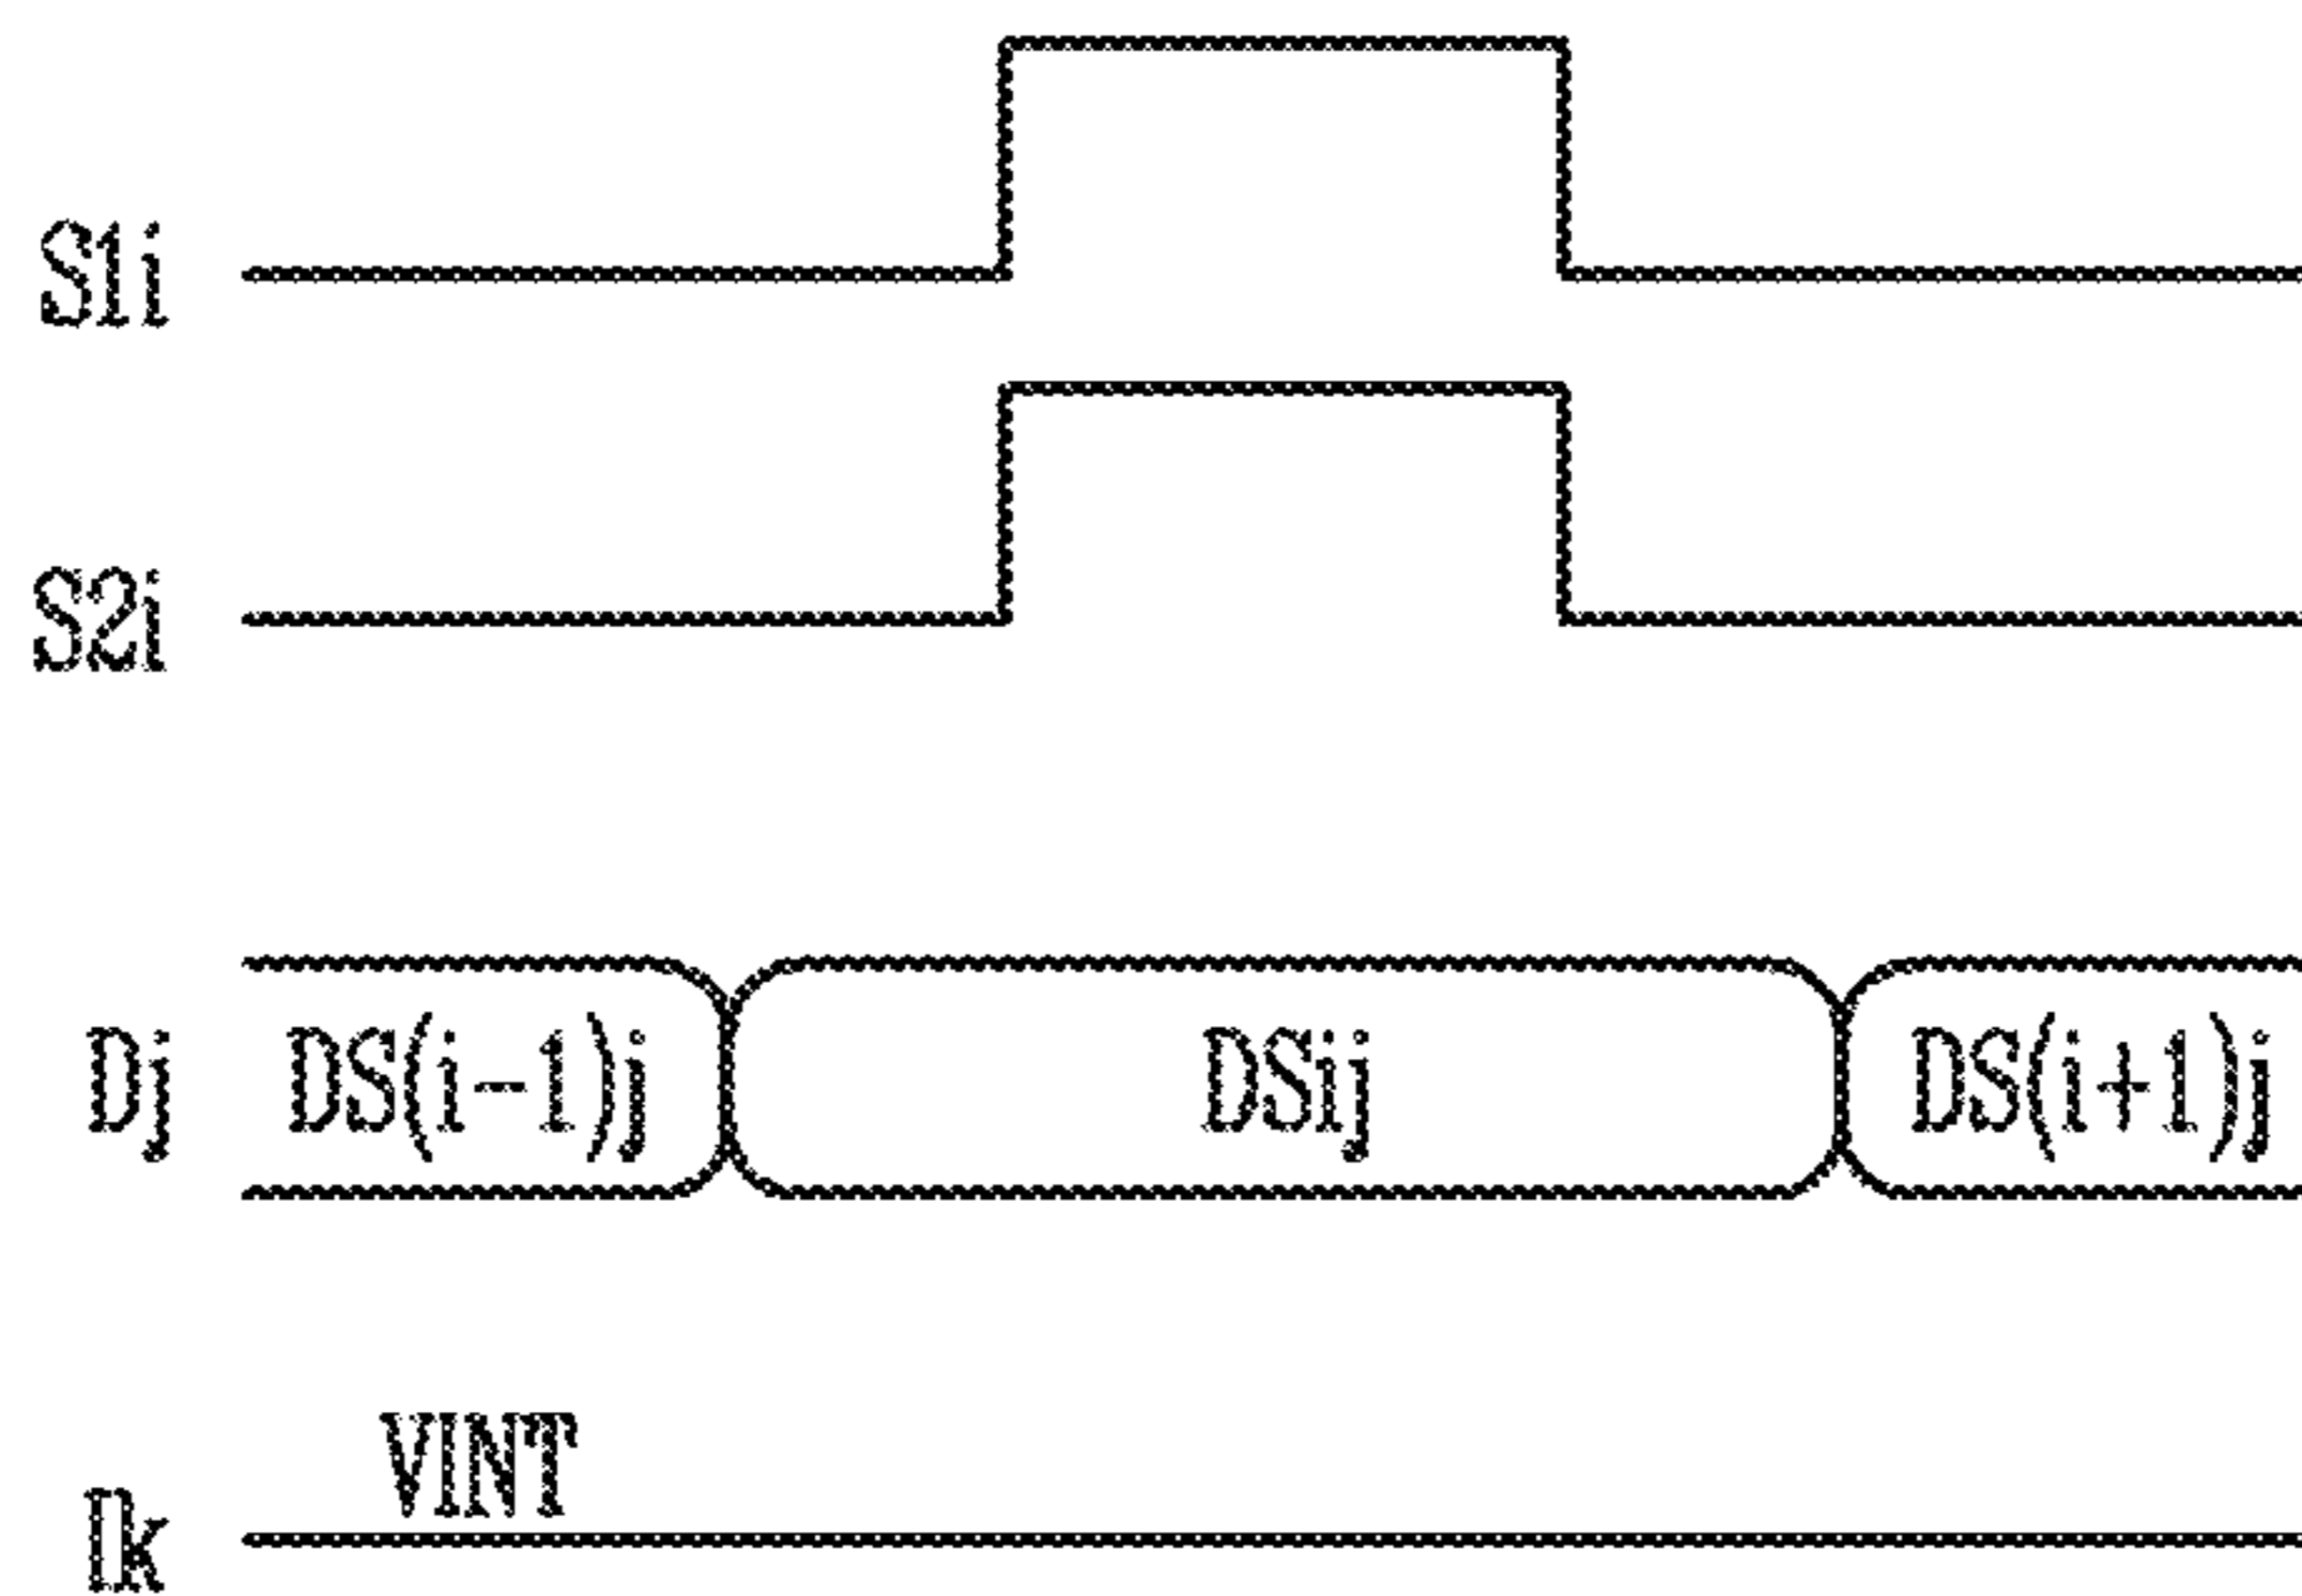 S1i
S2i
Dj DS(i-1)j DSij DS(i+1)j
VINT
Ik